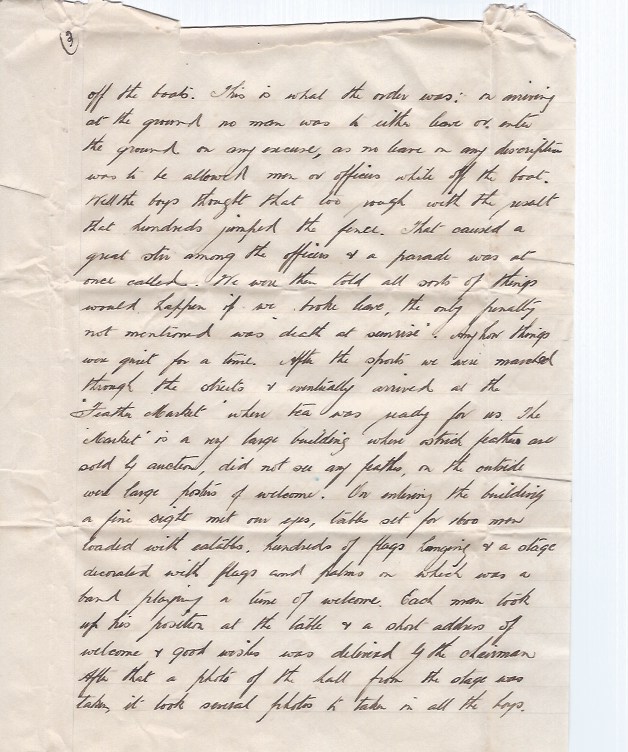 3
off the boats. This is what the order was: on arriving
at the ground no man was to either leave or enter
the ground on any excuse, as no leave on any discription
was to be allowed men or officers while off the boat.
Well the boys thought that too rough with the result
that hundreds jumped the fence. That caused a
great stir among the officers & a parade was at
once called. We were then told all sorts of things
would happen if we broke leave, the only penalty
not mentioned was "death at sunrise". Anyhow things
were quiet for a time. After the sports we were marched
through the streets & eventually arrived at the
"Feather Market" where tea was ready for us. The
"Market" is a very large building where ostrich feathers are
sold by auction, did not see any feathers, on the outside
were large posters of welcome. On entering the building
a fine sight met our eyes, tables set for 1600 men
loaded with eatables. hundreds of flags hanging & a stage
decorated with flags and palms on which was a
band playing a time of welcome. Each man took
up his position at the table & a short address of
welcome & good wishes was delivered by the chairman
After that a photo of the hall from the stage was
taken, it took several photos to take in all the boys.